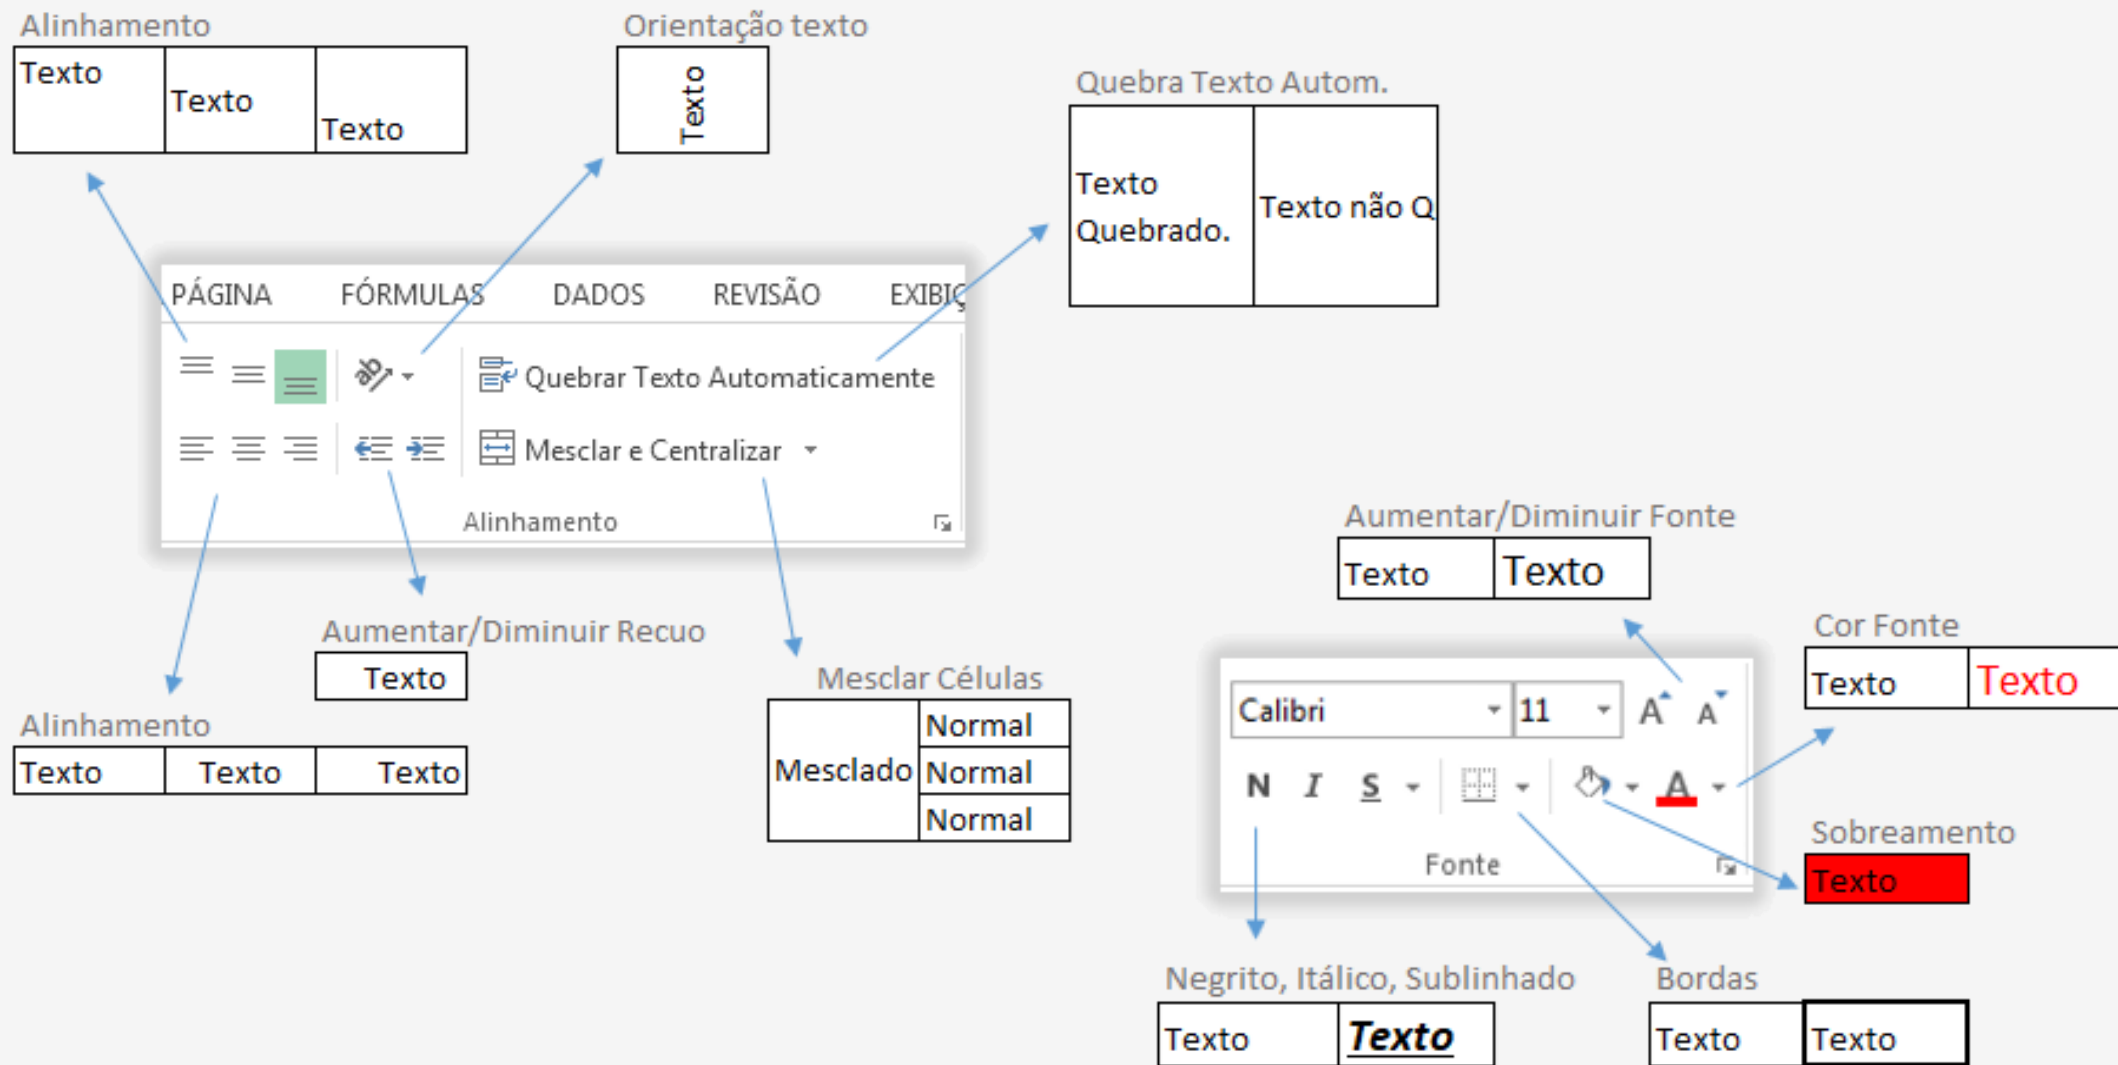 Alinhamento
Texto
Texto
Texto
Orientação texto
Texto
Quebra Texto Autom.
Texto
Quebrado.
Texto não Q
PÁGINA FÓRMULAS DADOS REVISÃO EXIBIÇ
ab
Quebrar Texto Automaticamente
Mesclar e Centralizar
Alinhamento
Aumentar/Diminuir Recuo
Texto
Alinhamento
Texto Texto Texto
Mesclar Células
Mesclado
Normal
Normal
Normal
Aumentar/Diminuir Fonte
Texto Texto
Cor Fonte
Texto Texto
Calibri 11 A A
N I S A
Fonte
Sobreamento
Texto
Negrito, Itálico, Sublinhado
Texto Texto
Bordas
Texto Texto